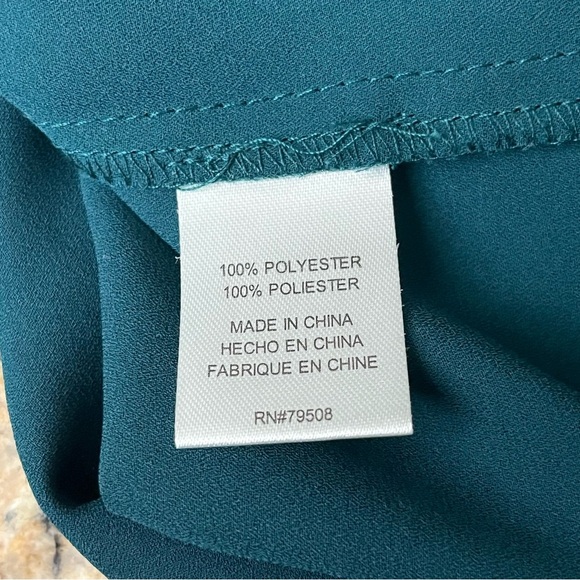 100% POLYESTER
100% POLIESTER
MADE IN CHINA
HECHO EN CHINA
FABRIQUE EN CHINE
RN#79508